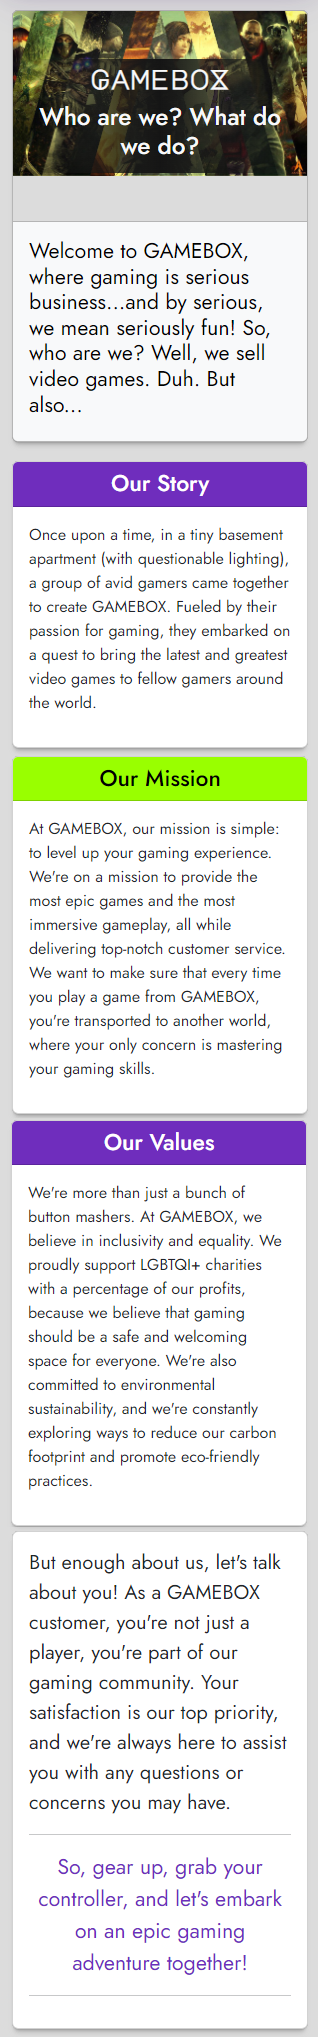 GAMEBOX
Who are we? What do
we do?
Welcome to GAMEBOX,
where gaming is serious
business...and by serious,
we mean seriously fun! So,
who are we? Well, we sell
video games. Duh. But
also...
Our Story
Once upon a time, in a tiny basement
apartment (with questionable lighting),
a group of avid gamers came together
to create GAMEBOX. Fueled by their
passion for gaming, they embarked on
a quest to bring the latest and greatest
video games to fellow gamers around
the world.
Our Mission
At GAMEBOX, our mission is simple:
to level up your gaming experience.
We're on a mission to provide the
most epic games and the most
immersive gameplay, all while
delivering top-notch customer service.
We want to make sure that every time
you play a game from GAMEBOX,
you're transported to another world,
where your only concern is mastering
your gaming skills.
Our Values
We're more than just a bunch of
button mashers. At GAMEBOX, we
believe in inclusivity and equality. We
proudly support LGBTQI+ charities
with a percentage of our profits,
because we believe that gaming
should be a safe and welcoming
space for everyone. We're also
committed to environmental
sustainability, and we're constantly
exploring ways to reduce our carbon
footprint and promote eco-friendly
practices.
But enough about us, let's talk
about you! As a GAMEBOX
customer, you're not just a
player, you're part of our
gaming community. Your
satisfaction is our top priority,
and we're always here to assist
you with any questions or
concerns you may have.
So, gear up, grab your
controller, and let's embark
on an epic gaming
adventure together!